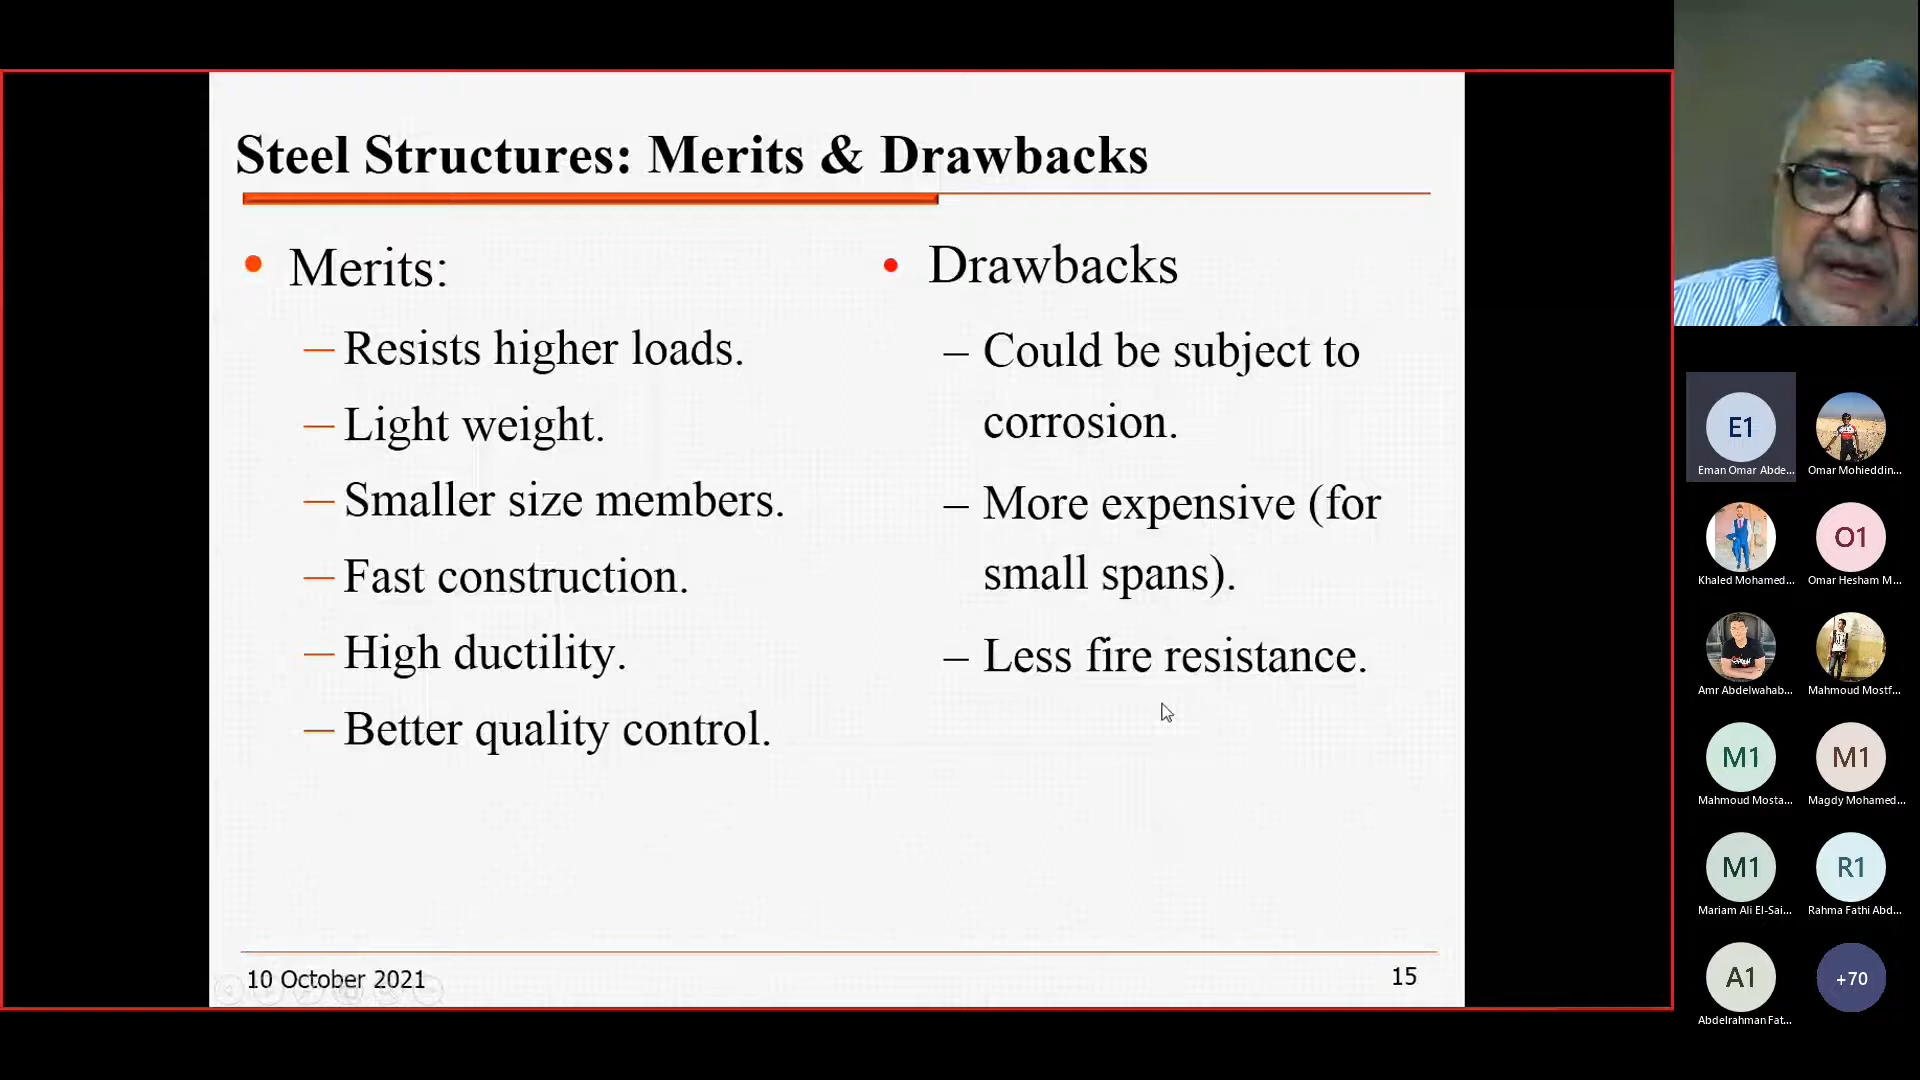 Steel Structures: Merits & Drawbacks
• Merits:
– Resists higher loads.
– Light weight.
– Smaller size members.
– Fast construction.
– High ductility.
– Better quality control.
• Drawbacks
– Could be subject to
corrosion.
– More expensive (for
small spans).
– Less fire resistance.
10 October 2021
15
E1
Eman Omar Abde...
Omar Mohieddin...
Khaled Mohamed...
O1
Omar Hesham M...
Amr Abdelwahab...
Mahmoud Mostf...
M1
Mahmoud Mosta...
M1
Magdy Mohamed...
M1
Mariam Ali El-Sai...
R1
Rahma Fathi Abd...
A1
Abdelrahman Fat...
+70